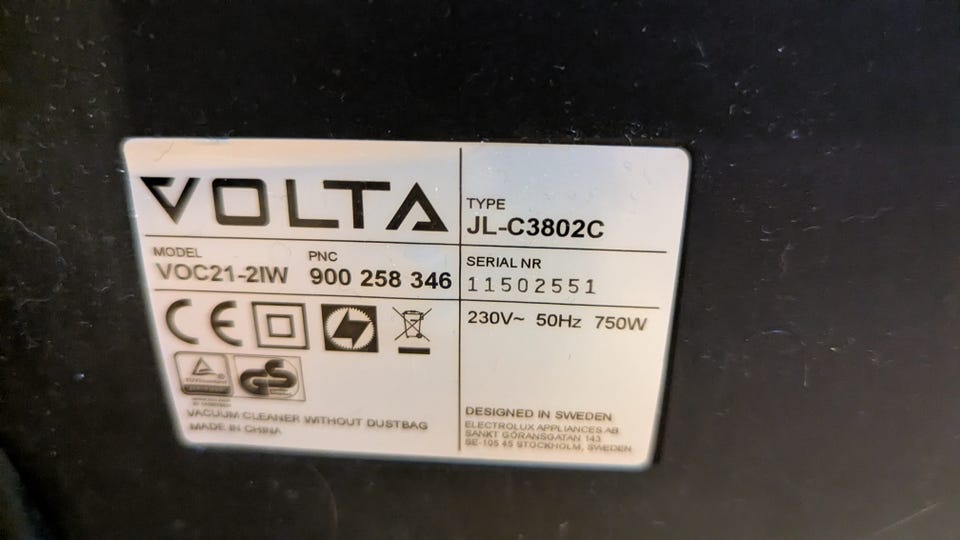 VOLTA
TYPE
JL-C3802C
MODEL
VOC21-2IW
PNC
900 258 346
SERIAL NR
11502551
CE
230V~ 50Hz 750W
GS
VACUUM CLEANER WITHOUT DUSTBAG
MADE IN CHINA
DESIGNED IN SWEDEN
ELECTROLUX APPLIANCES AB
SANKT GÖRANSGATAN 143
SE-105 45 STOCKHOLM, SWEDEN